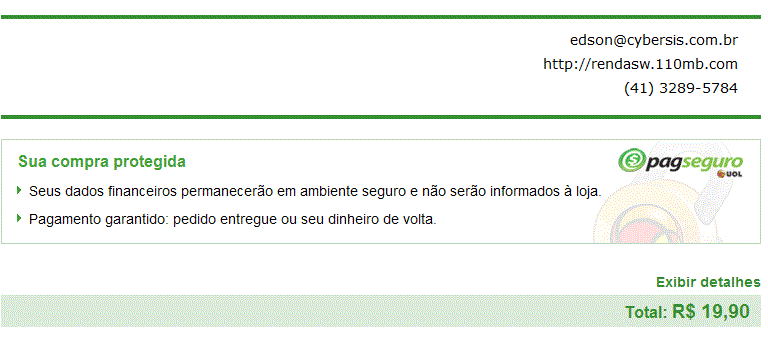 edson@cybersis.com.br
http://rendasw.110mb.com
(41) 3289-5784
Sua compra protegida
pagseguro
UOL
Seus dados financeiros permanecerão em ambiente seguro e não serão informados à loja.
Pagamento garantido: pedido entregue ou seu dinheiro de volta.
Exibir detalhes
Total: R$ 19,90